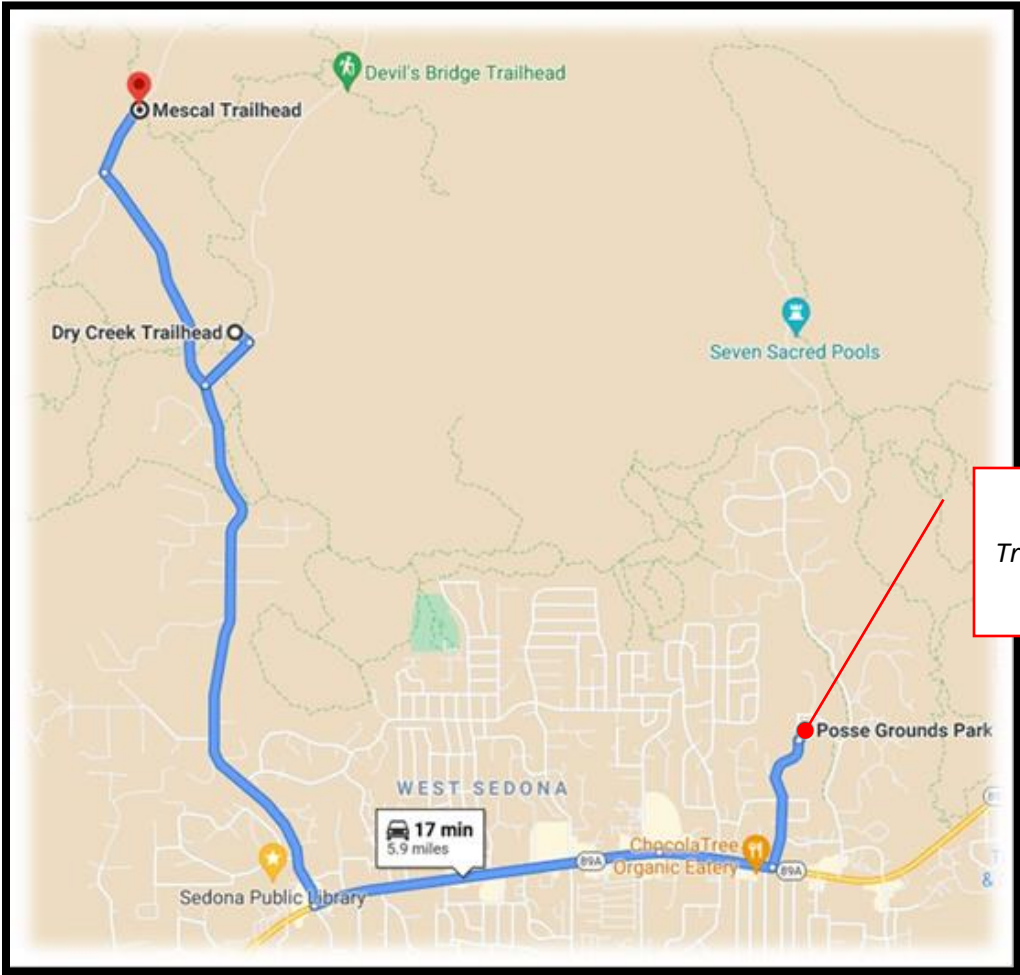 Devil's Bridge Trailhead
Mescal Trailhead
Dry Creek Trailhead
Seven Sacred Pools
Posse Grounds Park
WEST SEDONA
17 min
5.9 miles
ChocolaTree
Organic Eatery
89A
89A
Sedona Public Library
&